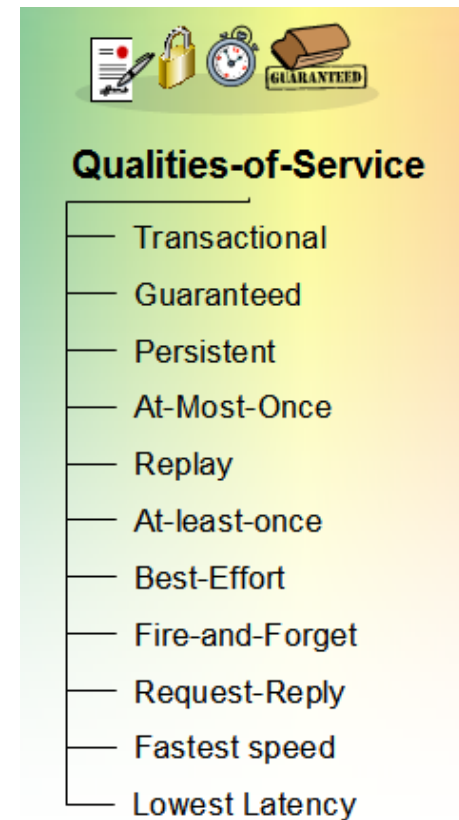 GUARANTEED
Qualities-of-Service
Transactional
Guaranteed
Persistent
At-Most-Once
Replay
At-least-once
Best-Effort
Fire-and-Forget
Request-Reply
Fastest speed
Lowest Latency